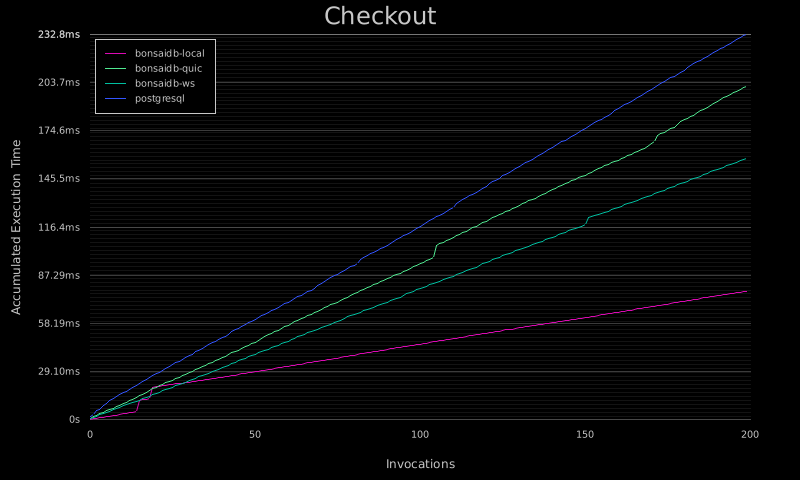 Checkout
232.8ms
203.7ms
174.6ms
145.5ms
116.4ms
87.29ms
58.19ms
29.10ms
0s
Accumulated Execution Time
bonsaidb-local
bonsaidb-quic
bonsaidb-ws
postgresql
0 50 100 150 200
Invocations